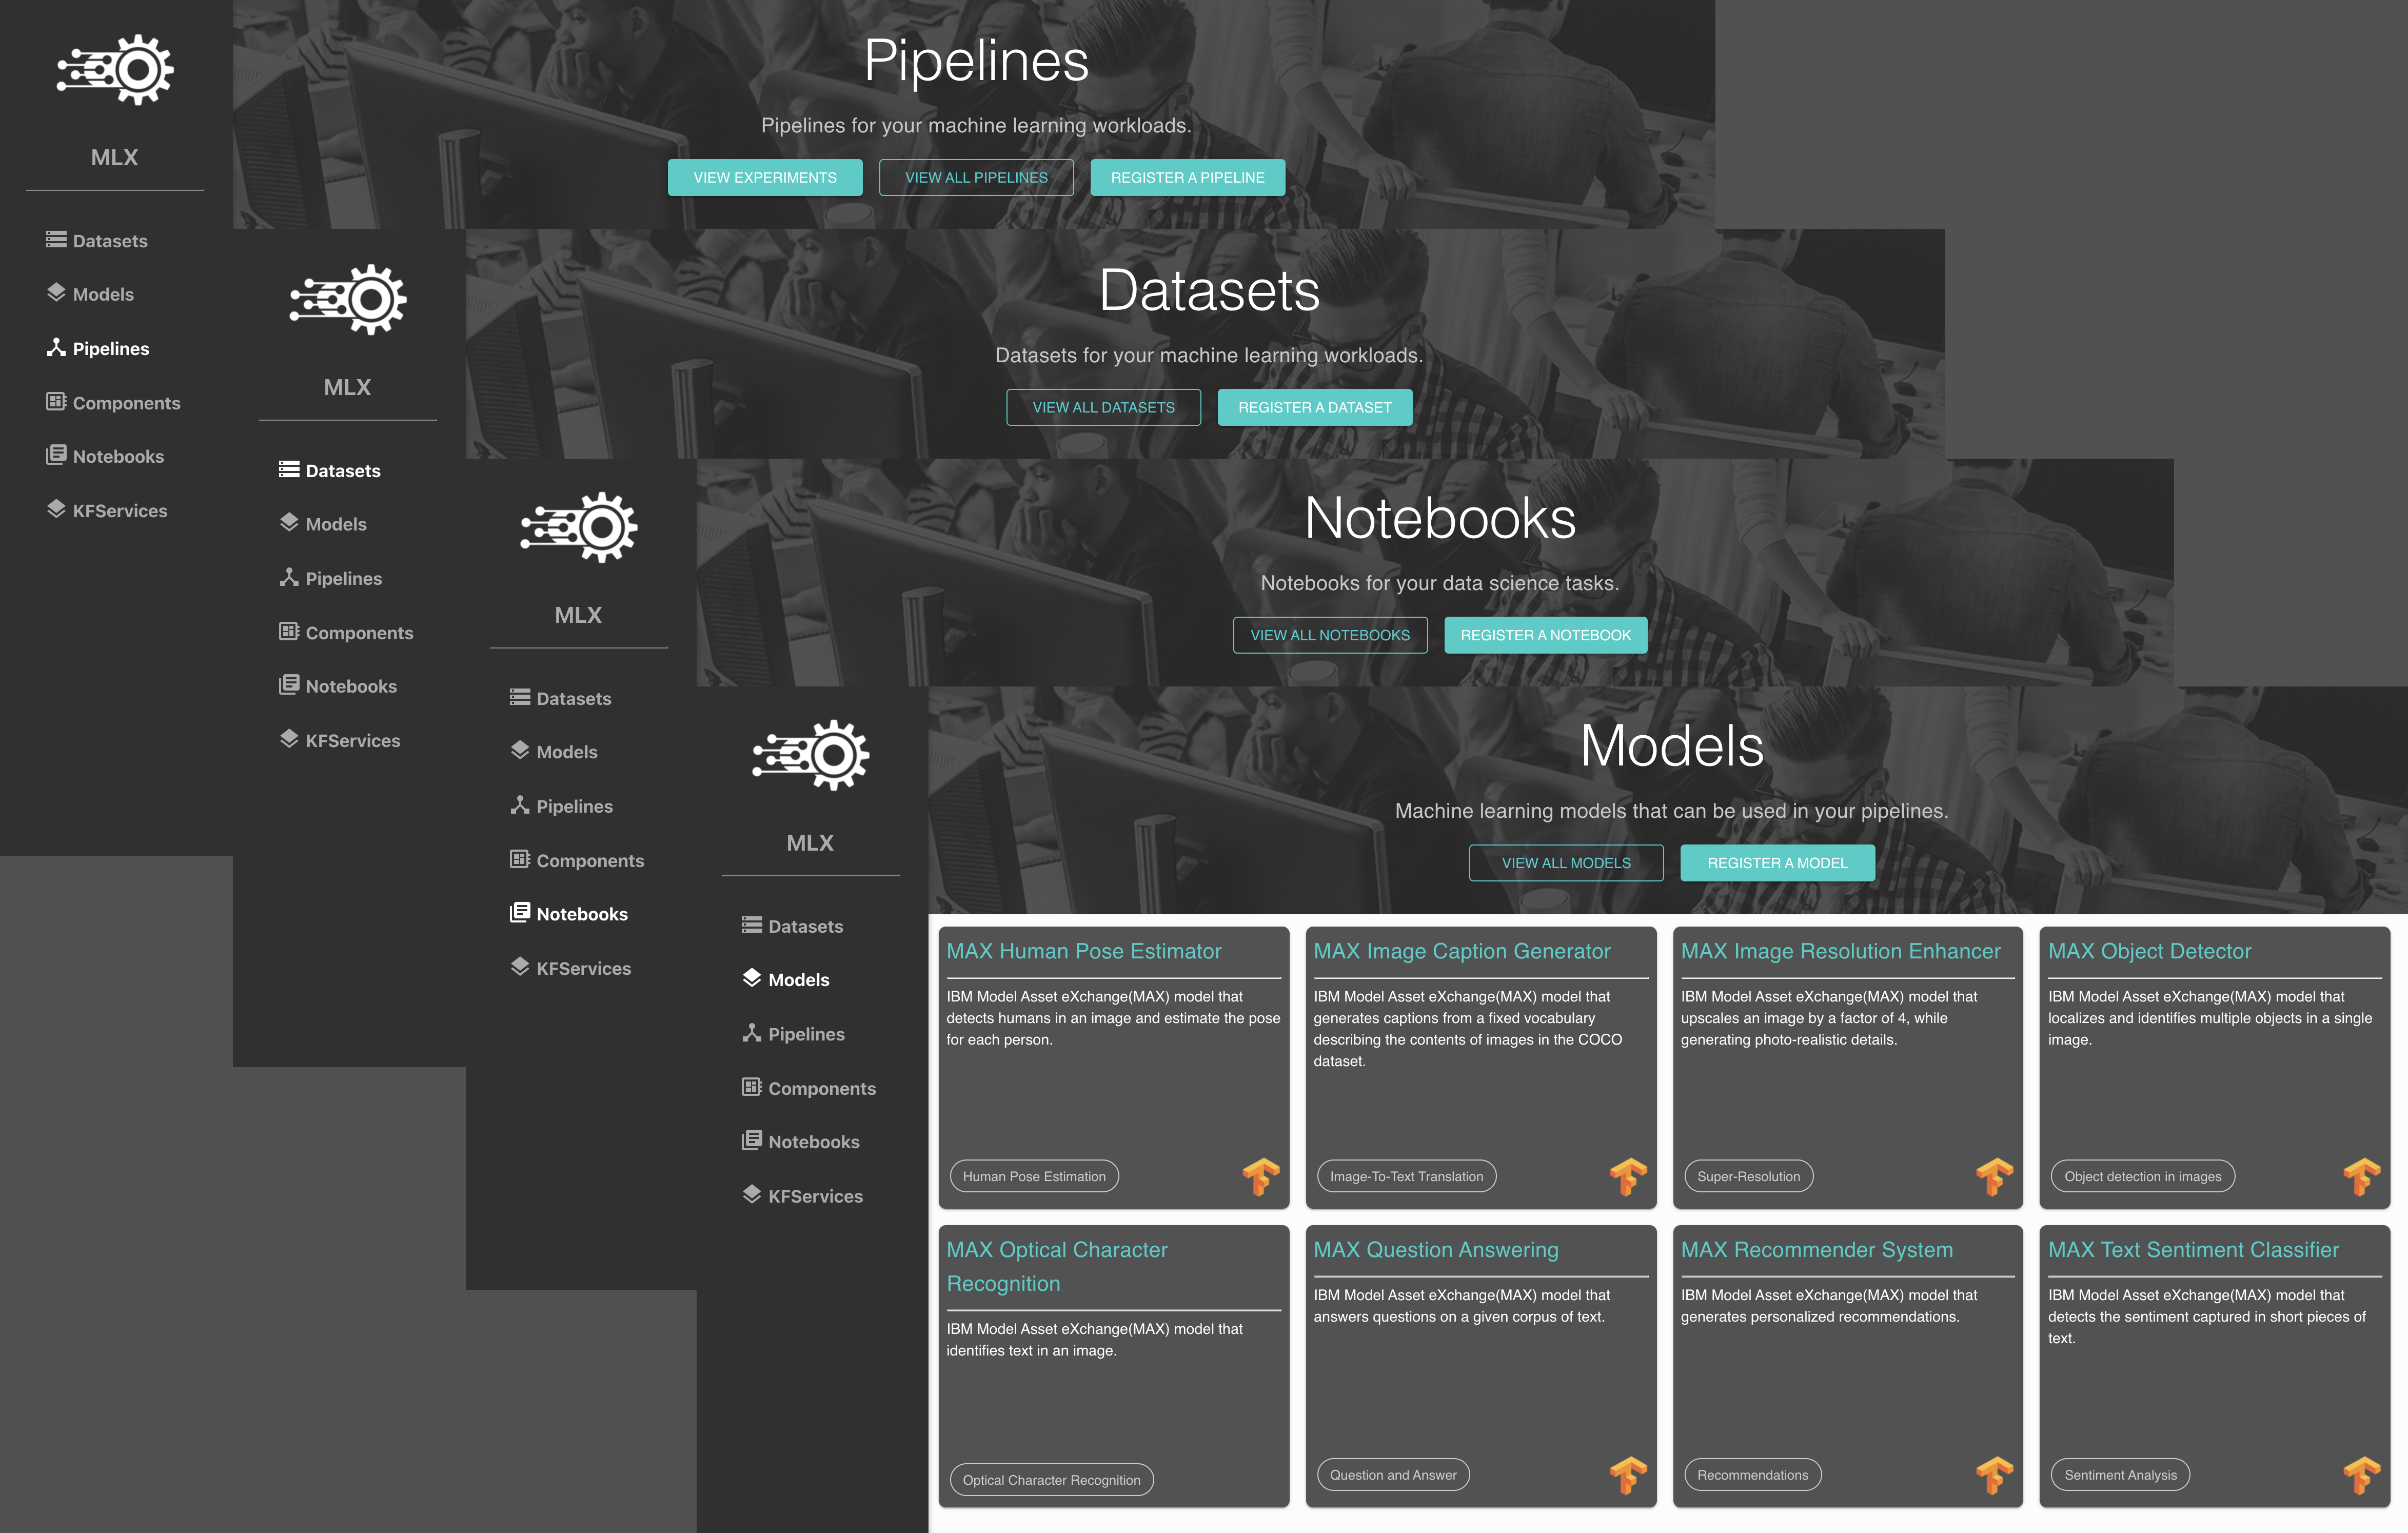 MLX
Datasets
Models
Pipelines
Components
Notebooks
KFServices
Pipelines
Pipelines for your machine learning workloads.
VIEW EXPERIMENTS
VIEW ALL PIPELINES
REGISTER A PIPELINE
MLX
Datasets
Models
Pipelines
Components
Notebooks
KFServices
Datasets
Datasets for your machine learning workloads.
VIEW ALL DATASETS
REGISTER A DATASET
MLX
Datasets
Models
Pipelines
Components
Notebooks
KFServices
Notebooks
Notebooks for your data science tasks.
VIEW ALL NOTEBOOKS
REGISTER A NOTEBOOK
MLX
Datasets
Models
Pipelines
Components
Notebooks
KFServices
Models
Machine learning models that can be used in your pipelines.
VIEW ALL MODELS
REGISTER A MODEL
MAX Human Pose Estimator
IBM Model Asset eXchange(MAX) model that
detects humans in an image and estimate the pose
for each person.
Human Pose Estimation
MAX Image Caption Generator
IBM Model Asset eXchange(MAX) model that
generates captions from a fixed vocabulary
describing the contents of images in the COCO
dataset.
Image-To-Text Translation
MAX Image Resolution Enhancer
IBM Model Asset eXchange(MAX) model that
upscales an image by a factor of 4, while
generating photo-realistic details.
Super-Resolution
MAX Object Detector
IBM Model Asset eXchange(MAX) model that
localizes and identifies multiple objects in a single
image.
Object detection in images
MAX Optical Character
Recognition
IBM Model Asset eXchange(MAX) model that
identifies text in an image.
Optical Character Recognition
MAX Question Answering
IBM Model Asset eXchange(MAX) model that
answers questions on a given corpus of text.
Question and Answer
MAX Recommender System
IBM Model Asset eXchange(MAX) model that
generates personalized recommendations.
Recommendations
MAX Text Sentiment Classifier
IBM Model Asset eXchange(MAX) model that
detects the sentiment captured in short pieces of
text.
Sentiment Analysis